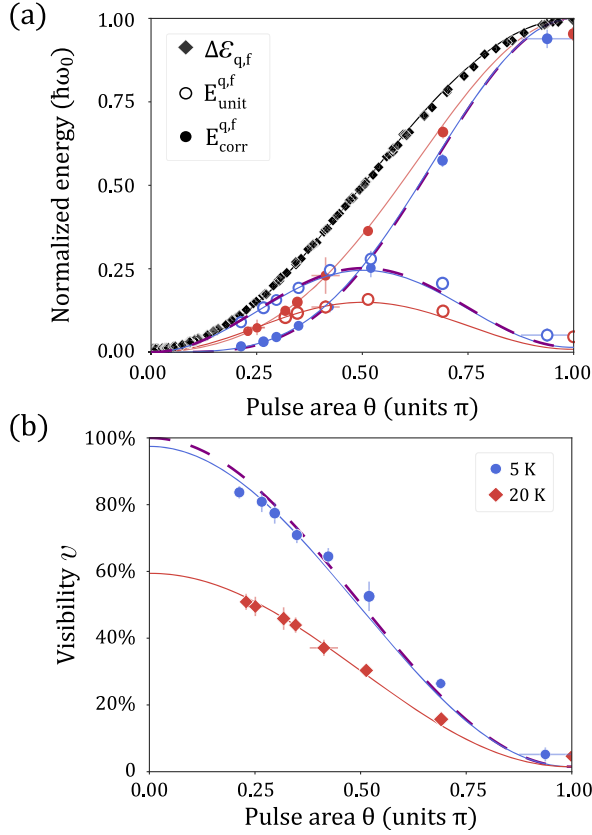 (a)
Normalized energy (ħω₀)
1.00
0.75
0.50
0.25
0.00
Δℰq,f
E q,f unit
E q,f corr
0.00 0.25 0.50 0.75 1.00
Pulse area θ (units π)
(b)
Visibility υ
100%
80%
60%
40%
20%
0
5 K
20 K
0.00 0.25 0.50 0.75 1.00
Pulse area θ (units π)